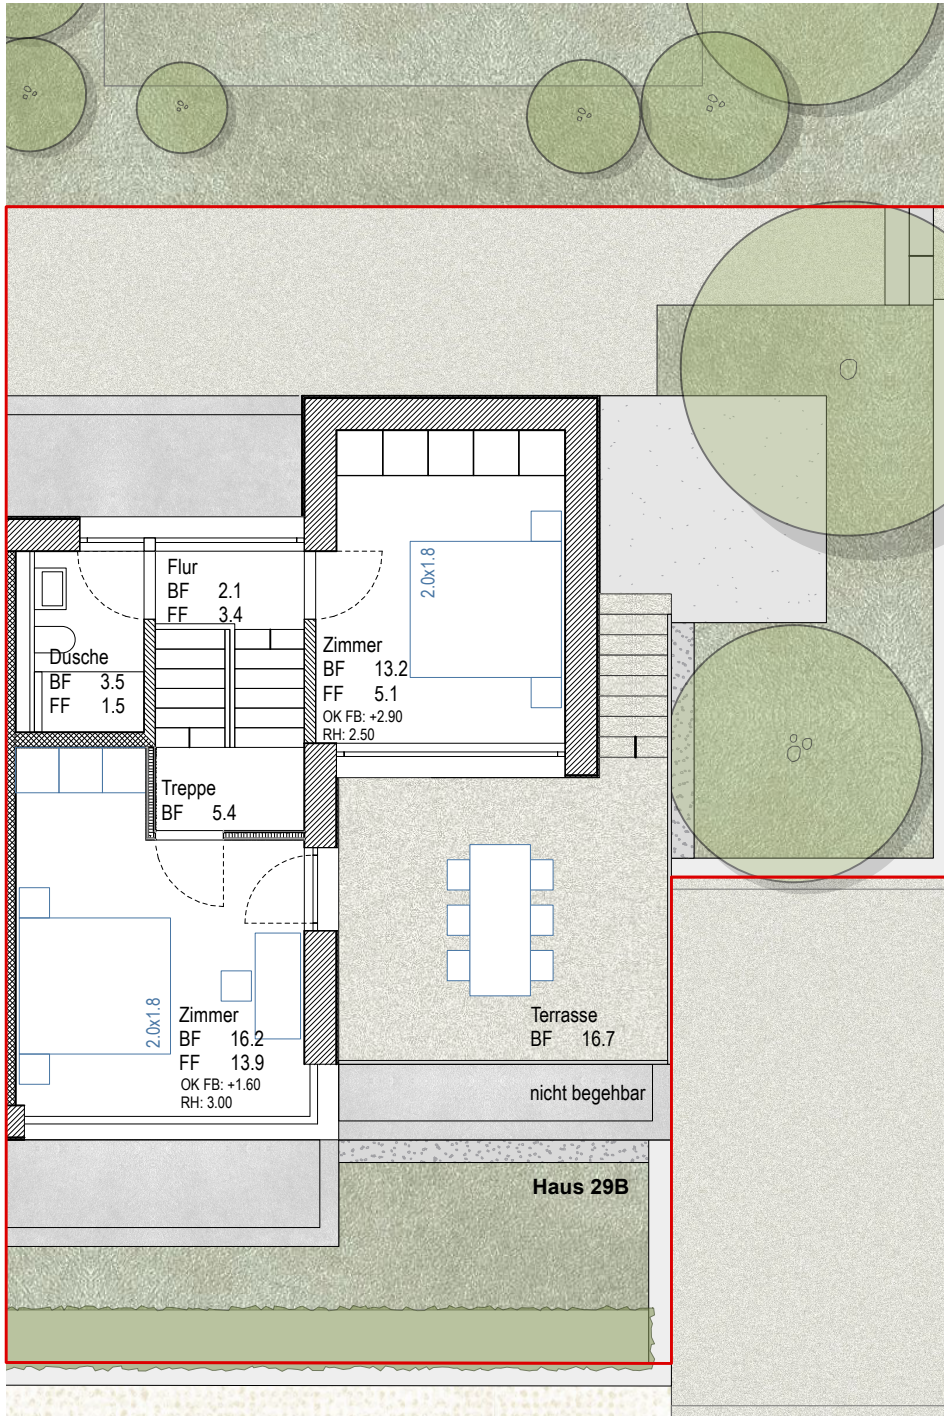 Flur
BF 2.1
FF 3.4
2.0x1.8
Zimmer
BF 13.2
FF 5.1
OK FB: +2.90
RH: 2.50
Dusche
BF 3.5
FF 1.5
Treppe
BF 5.4
2.0x1.8
Zimmer
BF 16.2
FF 13.9
OK FB: +1.60
RH: 3.00
Terrasse
BF 16.7
nicht begehbar
Haus 29B